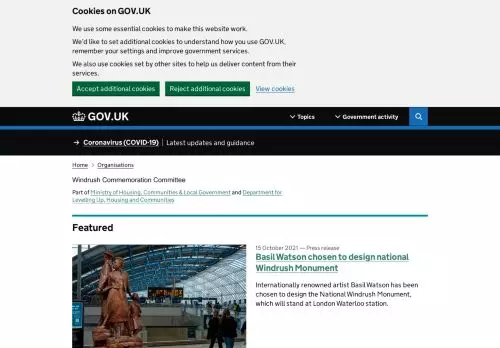 Cookies on GOV.UK
We use some essential cookies to make this website work.
We'd like to set additional cookies to understand how you use GOV.UK,
remember your settings and improve government services.
We also use cookies set by other sites to help us deliver content from their
services.
Accept additional cookies Reject additional cookies View cookies
GOV.UK Topics Government activity
→ Coronavirus (COVID-19) Latest updates and guidance
Home > Organisations
Windrush Commemoration Committee
Part of Ministry of Housing, Communities & Local Government and Department for
Levelling Up, Housing and Communities
Featured
15 October 2021 — Press release
Basil Watson chosen to design national
Windrush Monument
Internationally renowned artist Basil Watson has been
chosen to design the National Windrush Monument,
which will stand at London Waterloo station.